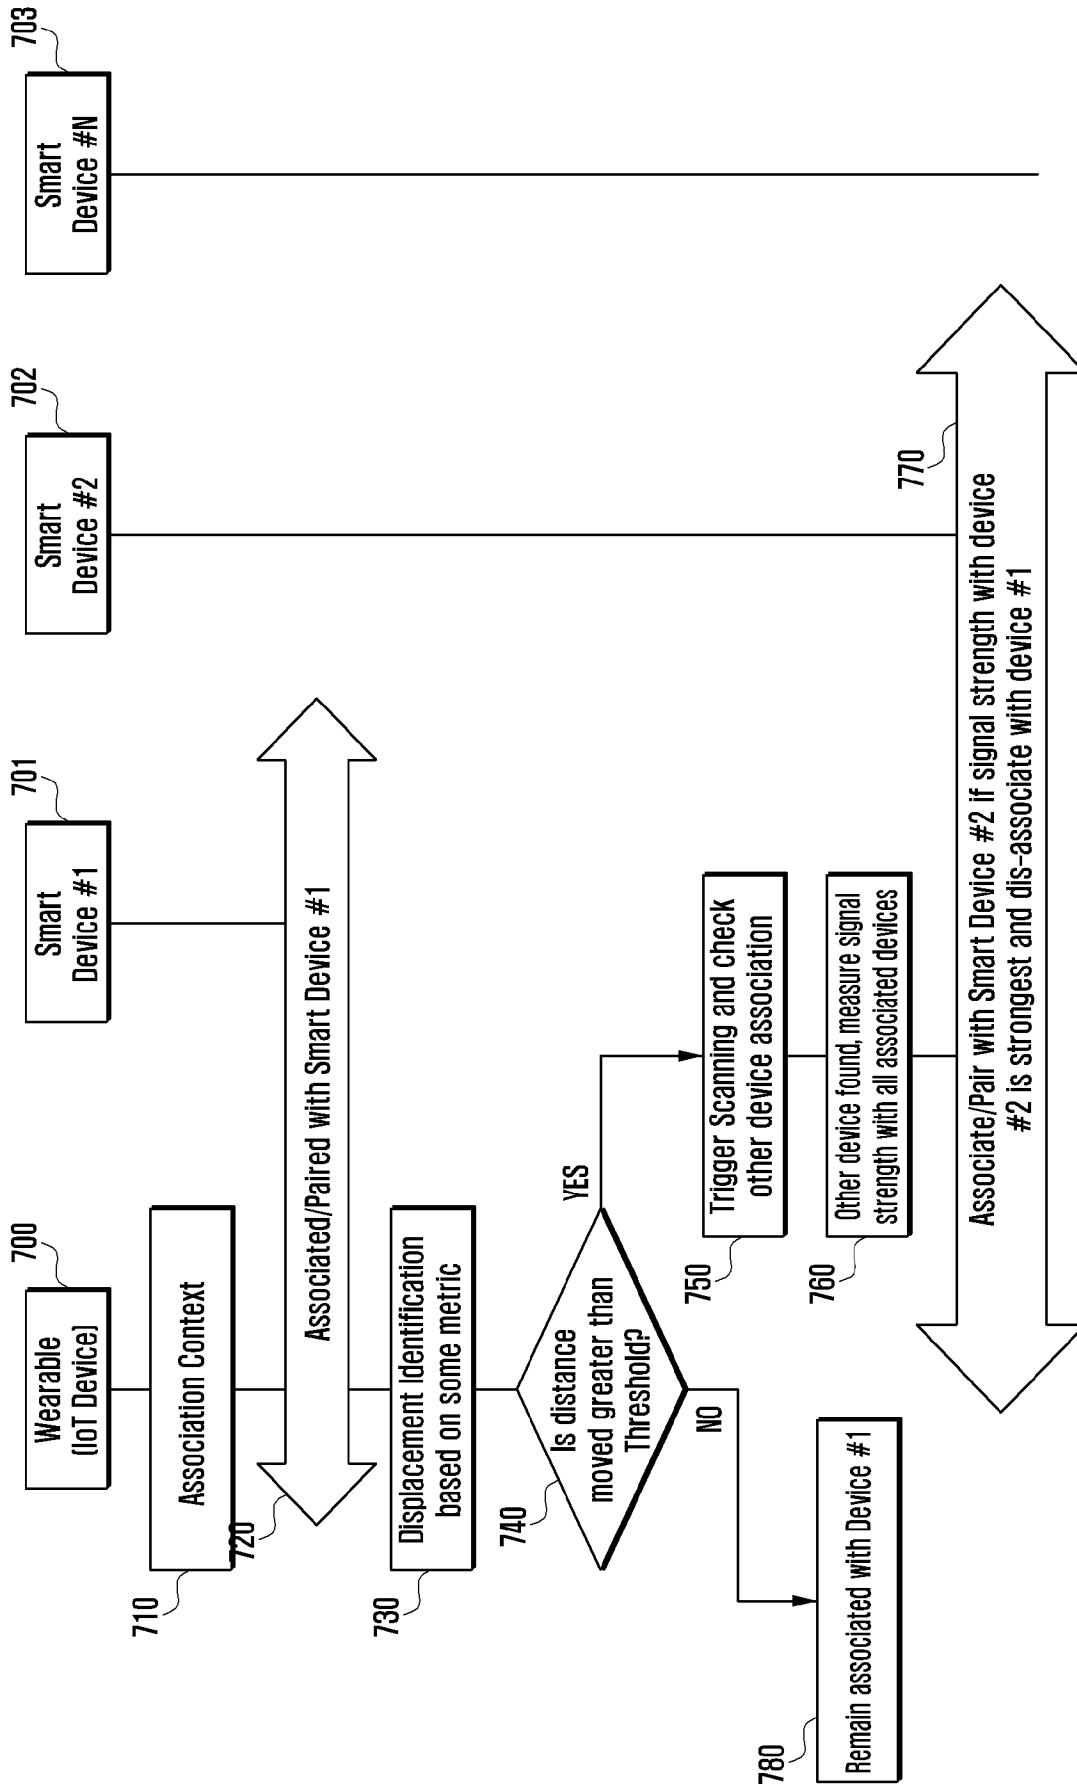 700
Wearable
(IoT Device)
701
Smart
Device #1
702
Smart
Device #2
703
Smart
Device #N
710
Association Context
720
Associated/Paired with Smart Device #1
730
Displacement Identification
based on some metric
740
Is distance
moved greater than
Threshold?
YES
NO
750
Trigger Scanning and check
other device association
760
Other device found, measure signal
strength with all associated devices
770
Associate/Pair with Smart Device #2 if signal strength with device
#2 is strongest and dis-associate with device #1
780
Remain associated with Device #1